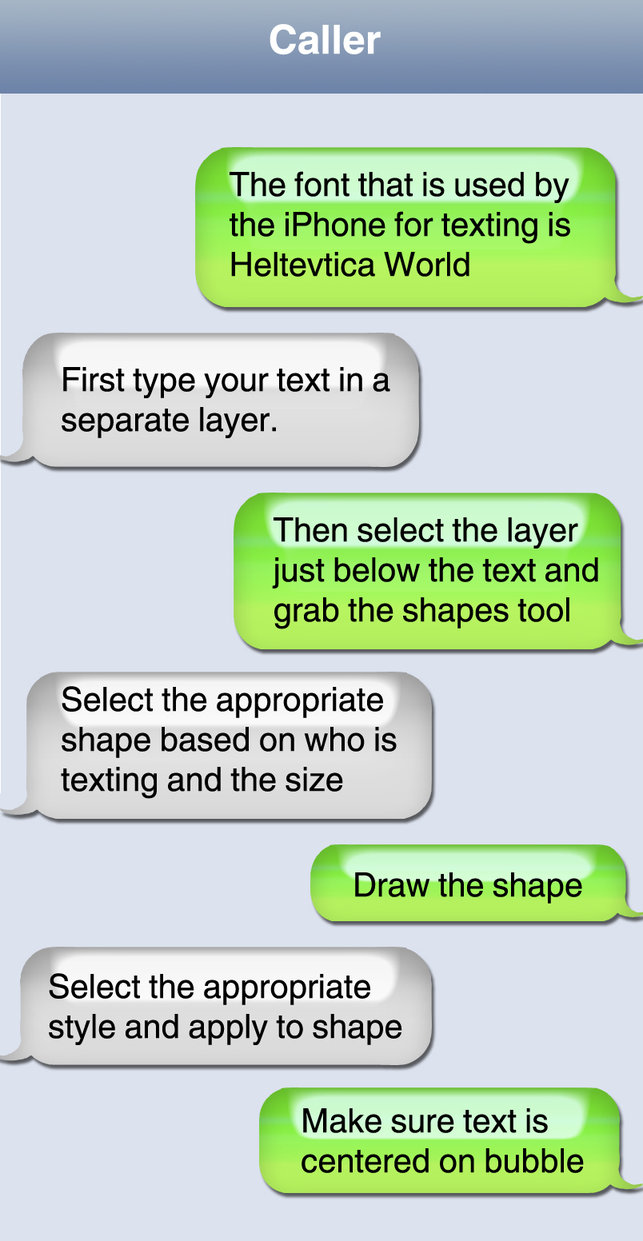 Caller
The font that is used by
the iPhone for texting is
Heltevtica World
First type your text in a
separate layer.
Then select the layer
just below the text and
grab the shapes tool
Select the appropriate
shape based on who is
texting and the size
Draw the shape
Select the appropriate
style and apply to shape
Make sure text is
centered on bubble